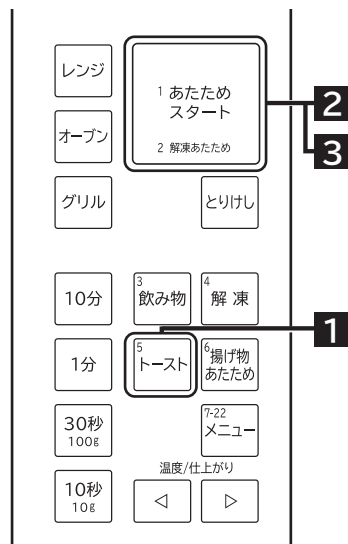 レンジ
1 あたため
スタート
2 解凍あたため
2
オーブン
3
グリル
とりけし
10分
3 飲み物
4 解 凍
1
1分
5 トースト
6 揚げ物
あたため
30秒
100g
7-22
メニュー
温度/仕上がり
10秒
10g
◁
▷